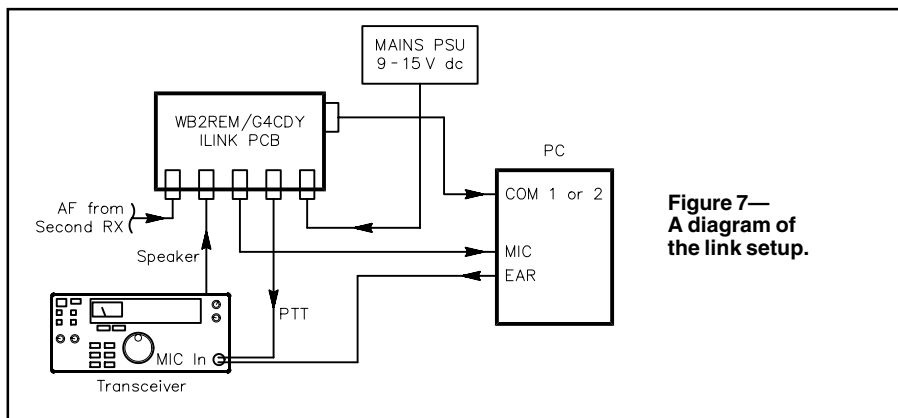 MAINS PSU
9-15 V dc
WB2REM/G4CDY
ILINK PCB
PC
COM 1 or 2
AF from
Second RX
Speaker
MIC
EAR
PTT
MIC In
Transceiver
Figure 7—
A diagram of
the link setup.